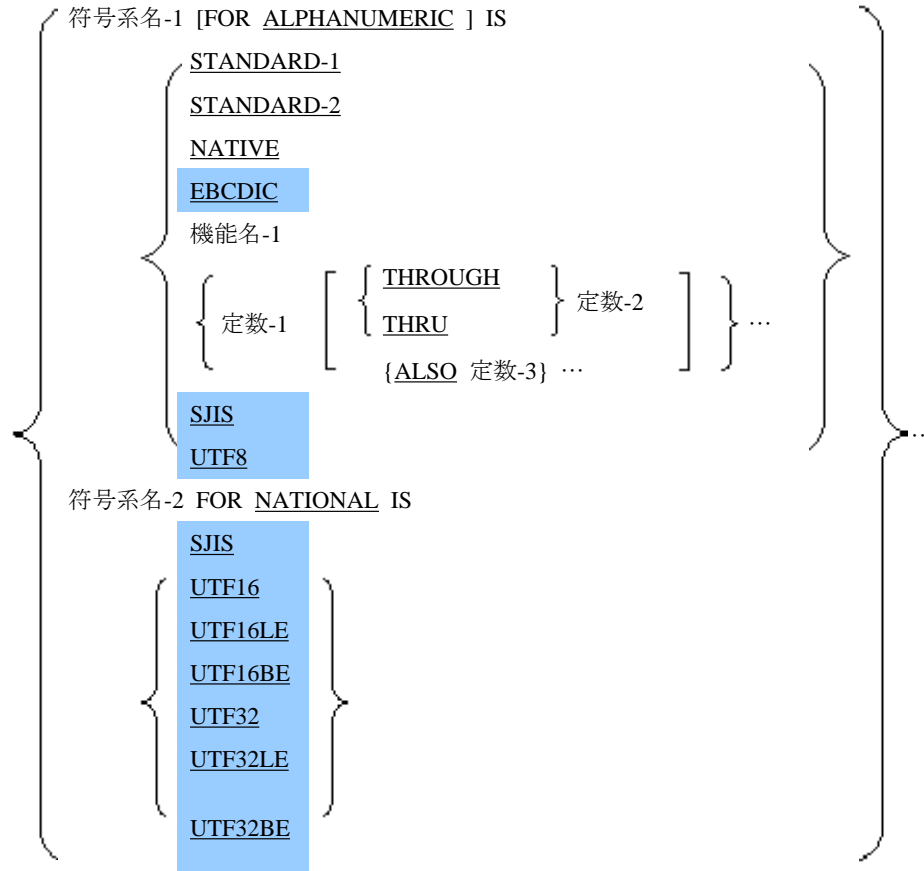 符号系名-1 [FOR ALPHANUMERIC ] IS
STANDARD-1
STANDARD-2
NATIVE
EBCDIC
機能名-1
定数-1
THROUGH
THRU
定数-2
{ALSO 定数-3} …
…
SJIS
UTF8
…
符号系名-2 FOR NATIONAL IS
SJIS
UTF16
UTF16LE
UTF16BE
UTF32
UTF32LE
UTF32BE